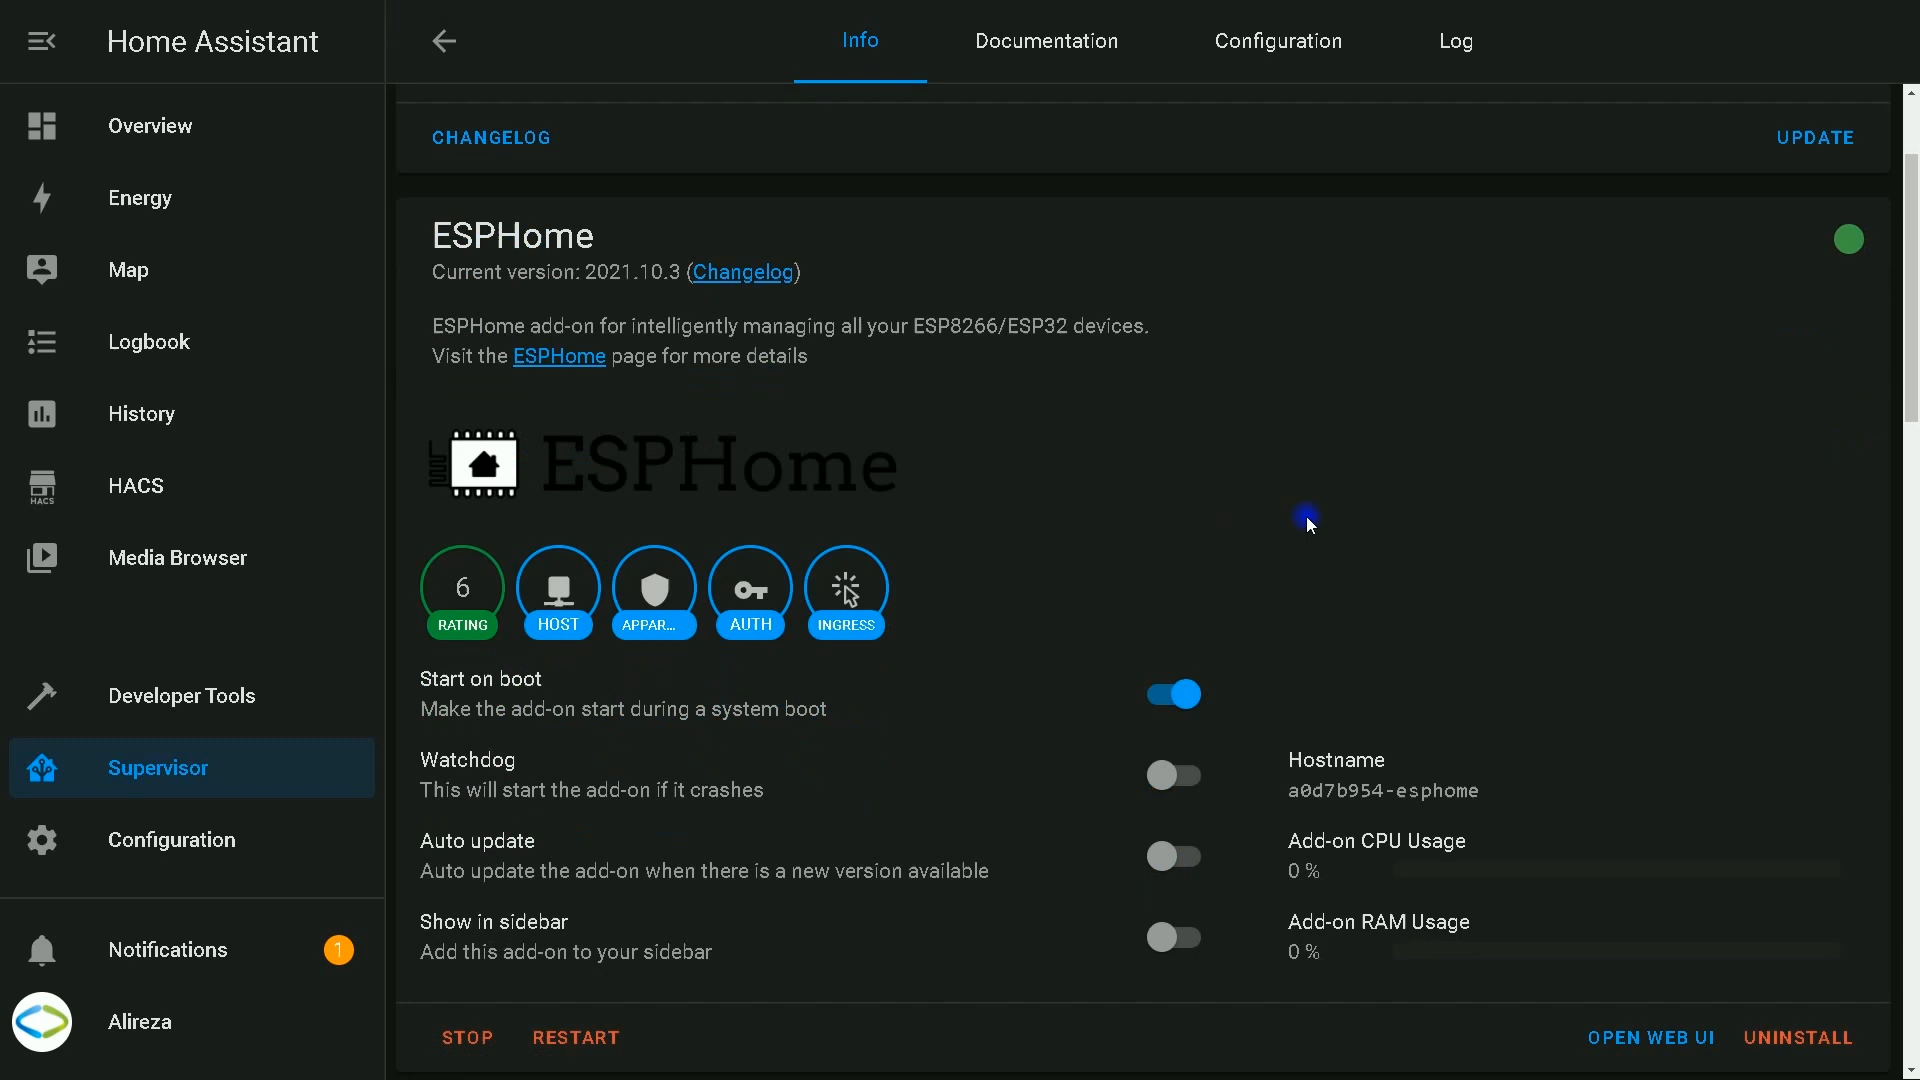 Home Assistant
Info
Documentation
Configuration
Log
Overview
Energy
Map
Logbook
History
HACS
HACS
Media Browser
Developer Tools
Supervisor
Configuration
Notifications
1
Alireza
CHANGELOG
UPDATE
ESPHome
Current version: 2021.10.3 (Changelog)
ESPHome add-on for intelligently managing all your ESP8266/ESP32 devices.
Visit the ESPHome page for more details
ESPHome
6
RATING
HOST
APPAR...
AUTH
INGRESS
Start on boot
Make the add-on start during a system boot
Watchdog
This will start the add-on if it crashes
Hostname
a0d7b954-esphome
Auto update
Auto update the add-on when there is a new version available
Add-on CPU Usage
0 %
Show in sidebar
Add this add-on to your sidebar
Add-on RAM Usage
0 %
STOP
RESTART
OPEN WEB UI
UNINSTALL